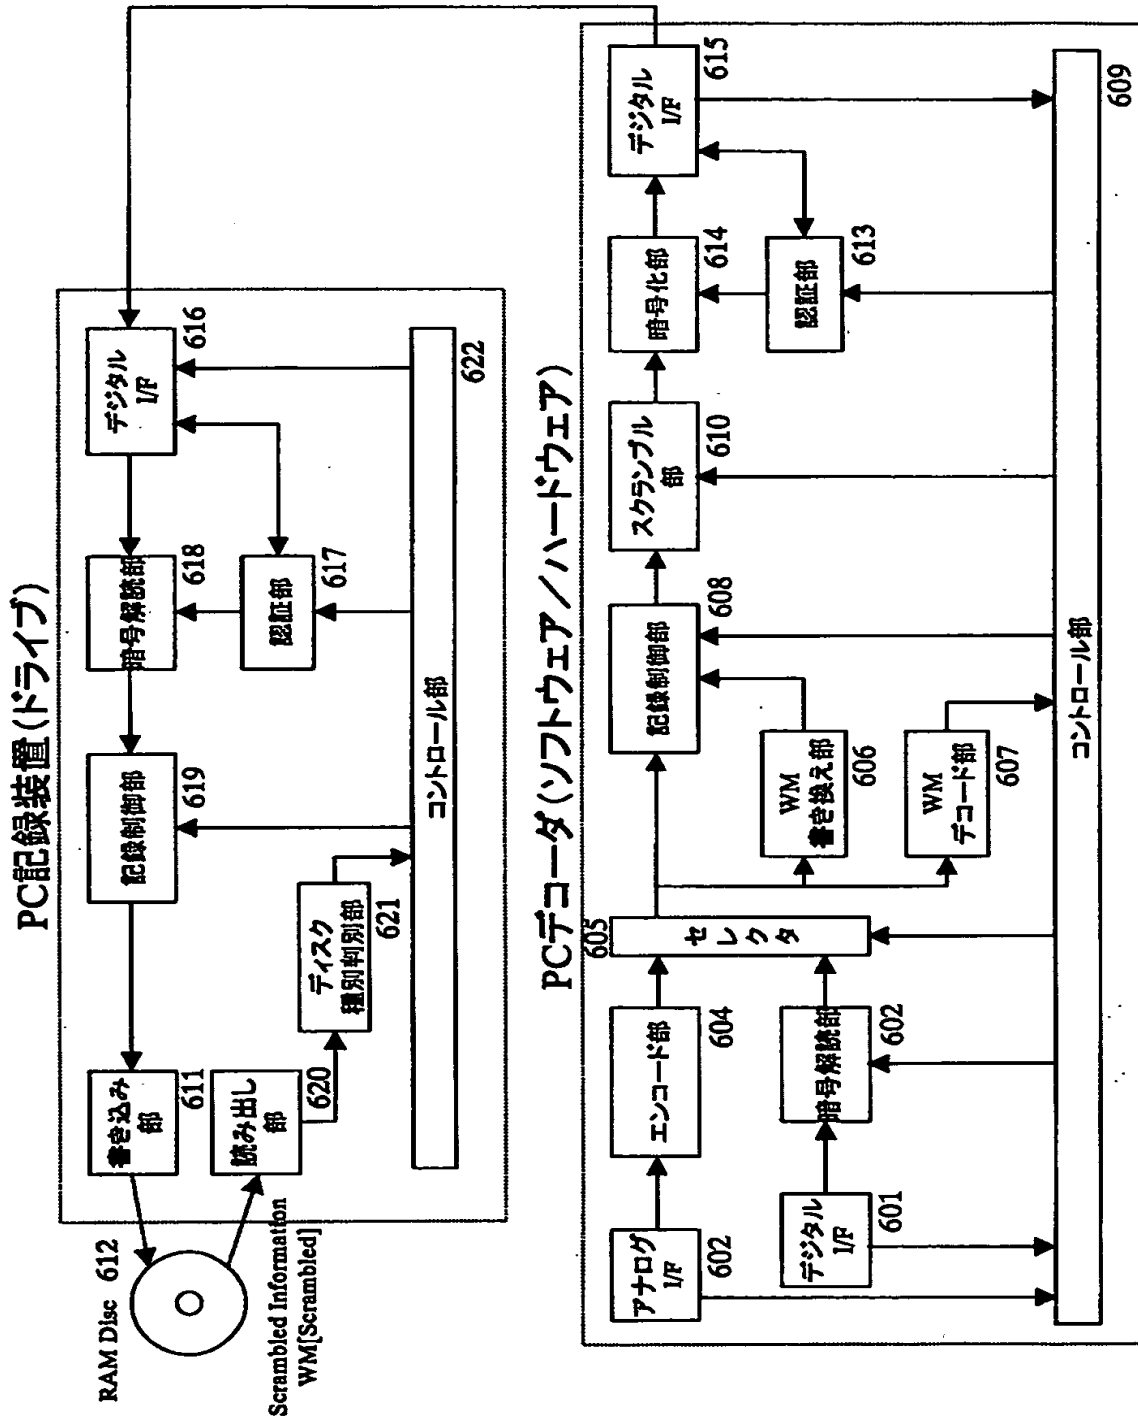 PC記録装置(ドライブ)
RAM Disc 612
Scrambled Information
WM[Scrambled]
書き込み
部
611
読み出し
部
620
ディスク
種別判別部
621
記録制御部
619
暗号解読部
618
認証部
617
デジタル
I/F
616
コントロール部
622
PCデコーダ(ソフトウェア/ハードウェア)
アナログ
I/F
602
デジタル
I/F
601
エンコード部
604
暗号解読部
602
セレクタ
605
WM
書き換え部
606
WM
デコード部
607
記録制御部
608
スクランブル
部
610
暗号化部
614
認証部
613
デジタル
I/F
615
コントロール部
609